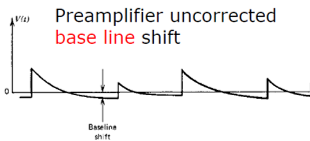 Preamplifier uncorrected
base line shift
V(t)
0
Baseline
shift